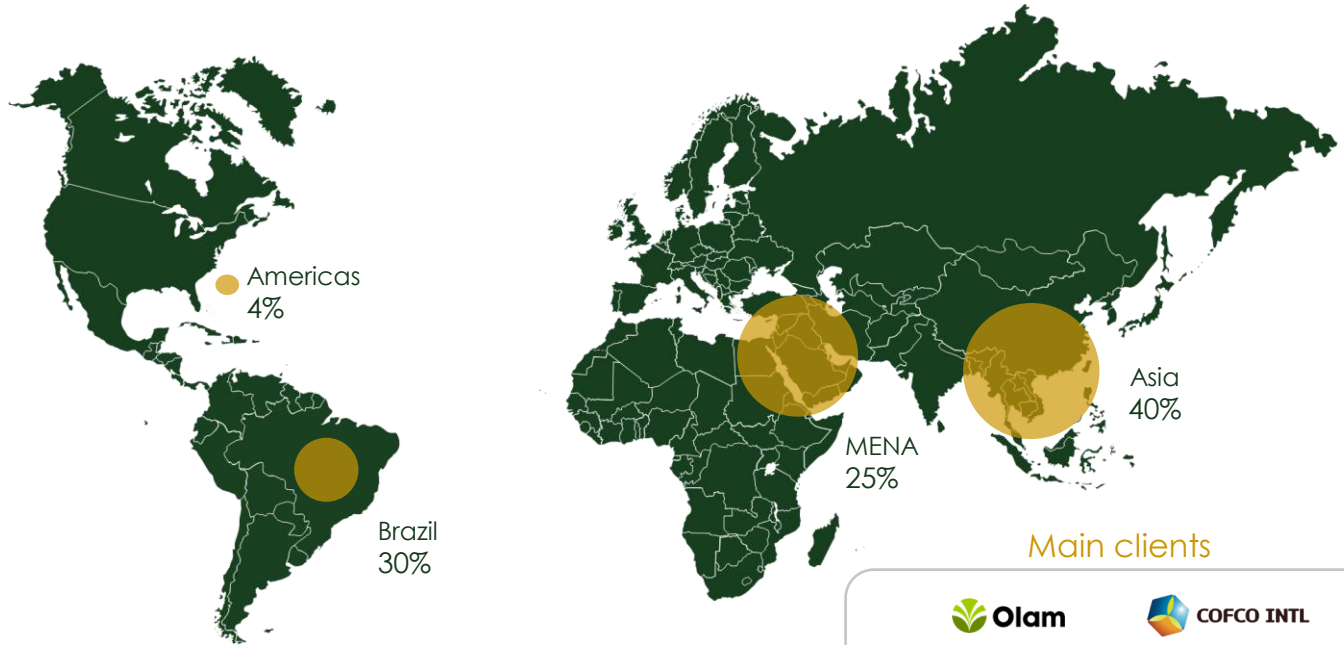 Americas
4%
Brazil
30%
MENA
25%
Asia
40%
Main clients
Olam
COFCO INTL